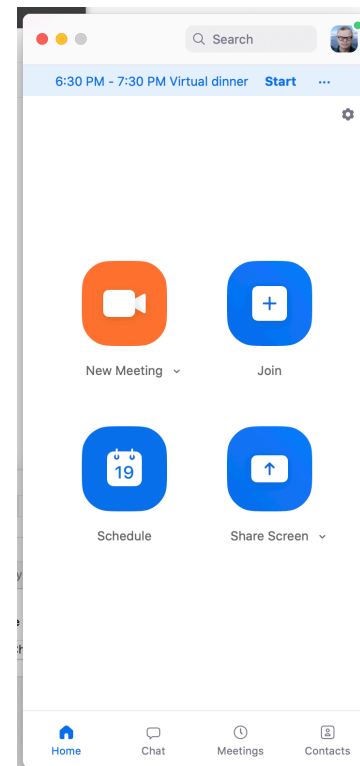 Search
6:30 PM - 7:30 PM Virtual dinner Start ...
New Meeting
Join
19
Schedule
Share Screen
Home
Chat
Meetings
Contacts